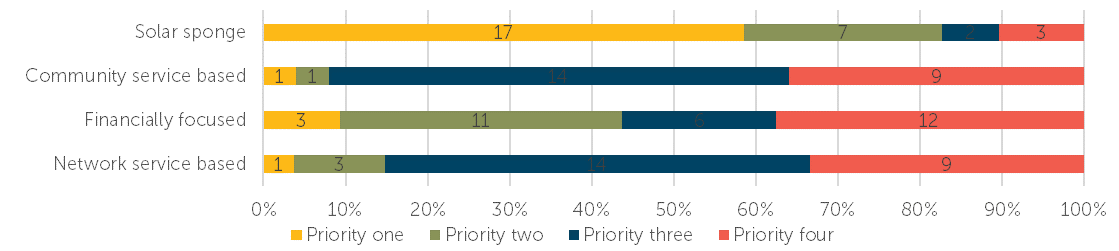 Solar sponge 17 7 2 3
Community service based 1 1 14 9
Financially focused 3 11 6 12
Network service based 1 3 14 9
0% 10% 20% 30% 40% 50% 60% 70% 80% 90% 100%
Priority one Priority two Priority three Priority four